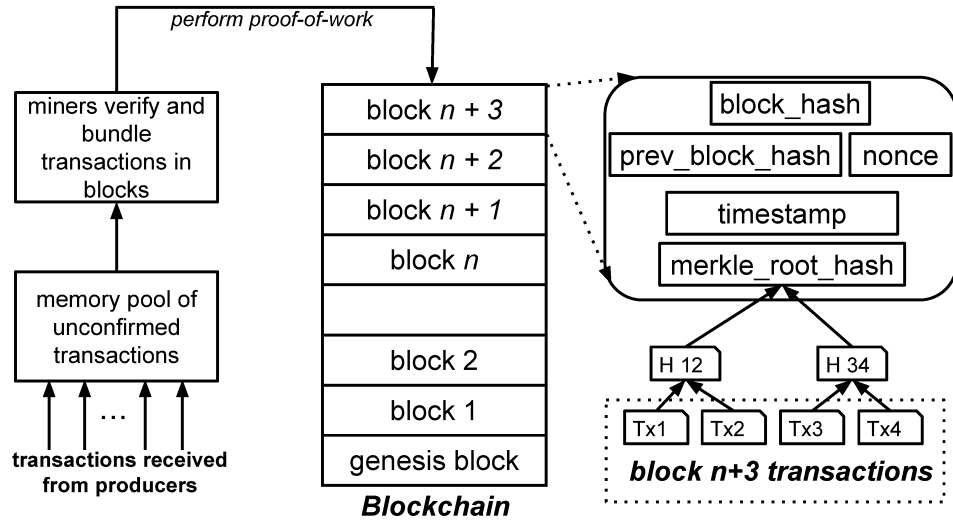 perform proof-of-work
miners verify and
bundle
transactions in
blocks
memory pool of
unconfirmed
transactions
...
transactions received
from producers
block n + 3
block n + 2
block n + 1
block n
block 2
block 1
genesis block
Blockchain
block_hash
prev_block_hash
nonce
timestamp
merkle_root_hash
H 12
H 34
Tx1
Tx2
Tx3
Tx4
block n+3 transactions